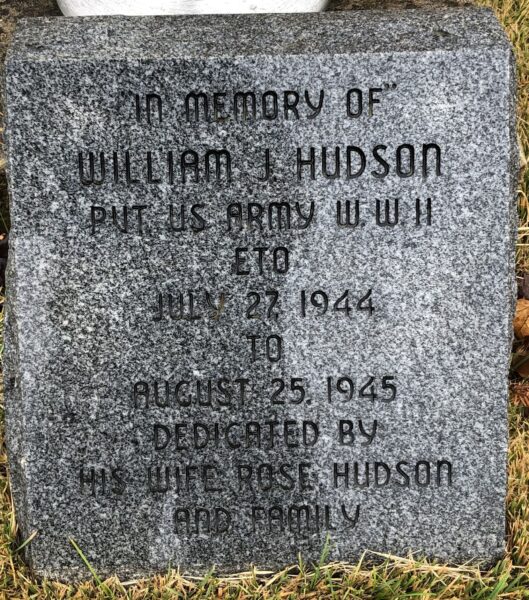 "IN MEMORY OF"
WILLIAM J. HUDSON
PVT. US ARMY W.W II
ETO
JULY 27, 1944
TO
AUGUST 25, 1945
DEDICATED BY
HIS WIFE, ROSE HUDSON
AND FAMILY